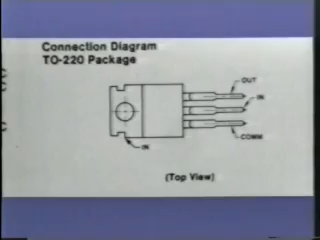 Connection Diagram
TO-220 Package
OUT
IN
COMM
IN
(Top View)